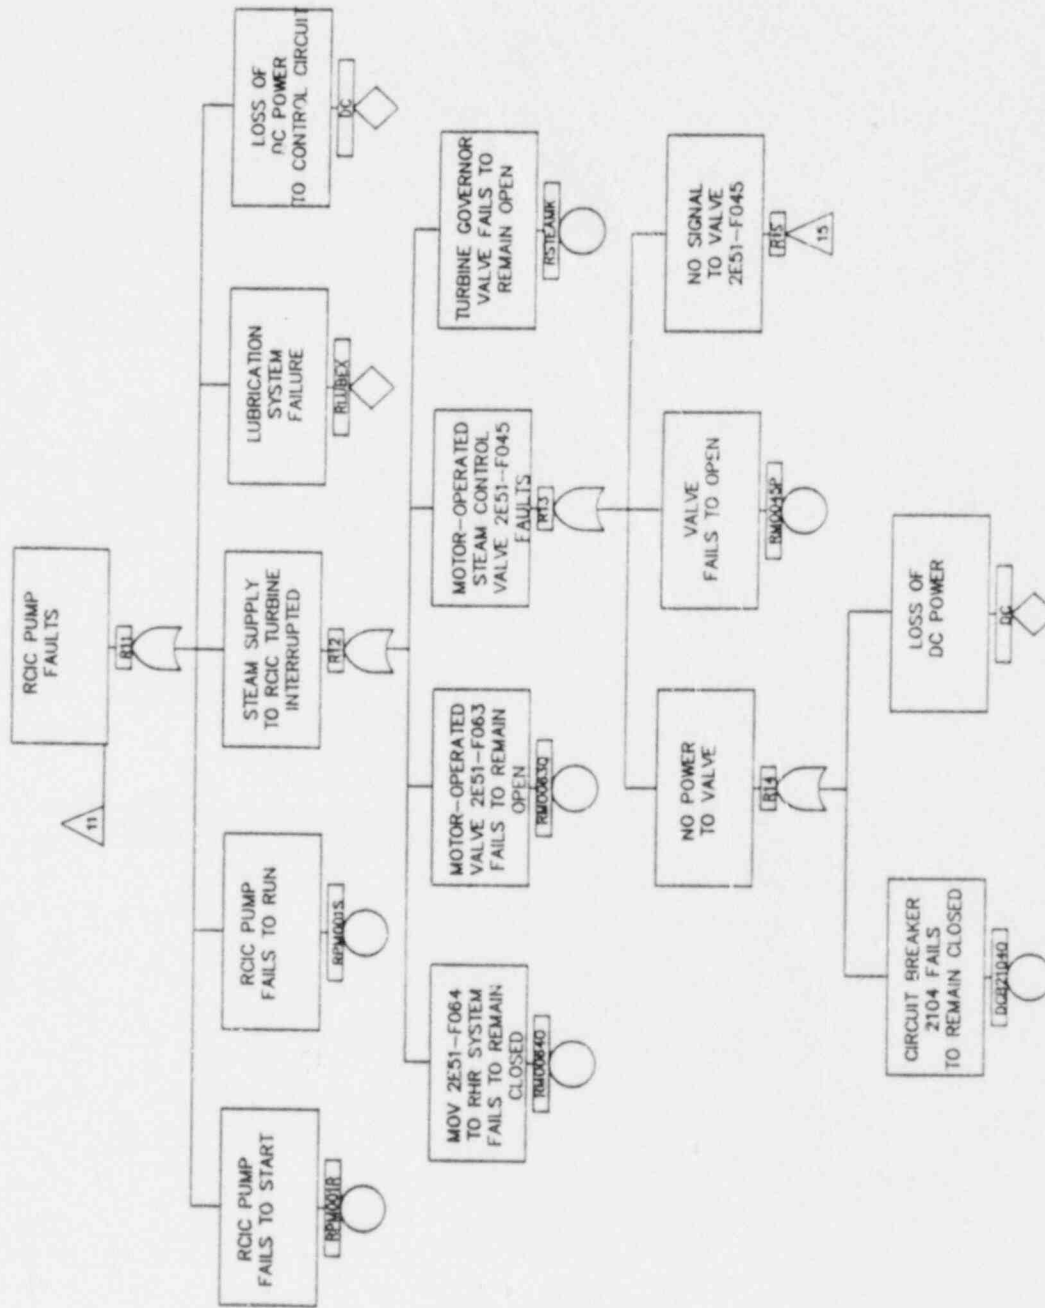 RCIC PUMP
FAULTS
R11
11
RCIC PUMP
FAILS TO START
RPM001R
RCIC PUMP
FAILS TO RUN
RPM001S
STEAM SUPPLY
TO RCIC TURBINE
INTERRUPTED
R12
LUBRICATION
SYSTEM
FAILURE
RLUBEX
LOSS OF
DC POWER
TO CONTROL CIRCUIT
DC
MOV 2E51-F064
TO RHR SYSTEM
FAILS TO REMAIN
CLOSED
RMO064O
MOTOR-OPERATED
VALVE 2E51-F063
FAILS TO REMAIN
OPEN
RMO063Q
MOTOR-OPERATED
STEAM CONTROL
VALVE 2E51-F045
FAULTS
R13
TURBINE GOVERNOR
VALVE FAILS TO
REMAIN OPEN
RSTEAMK
NO POWER
TO VALVE
R14
VALVE
FAILS TO OPEN
RMO045P
NO SIGNAL
TO VALVE
2E51-F045
R15
15
CIRCUIT BREAKER
2104 FAILS
TO REMAIN CLOSED
DCB2104O
LOSS OF
DC POWER
DC